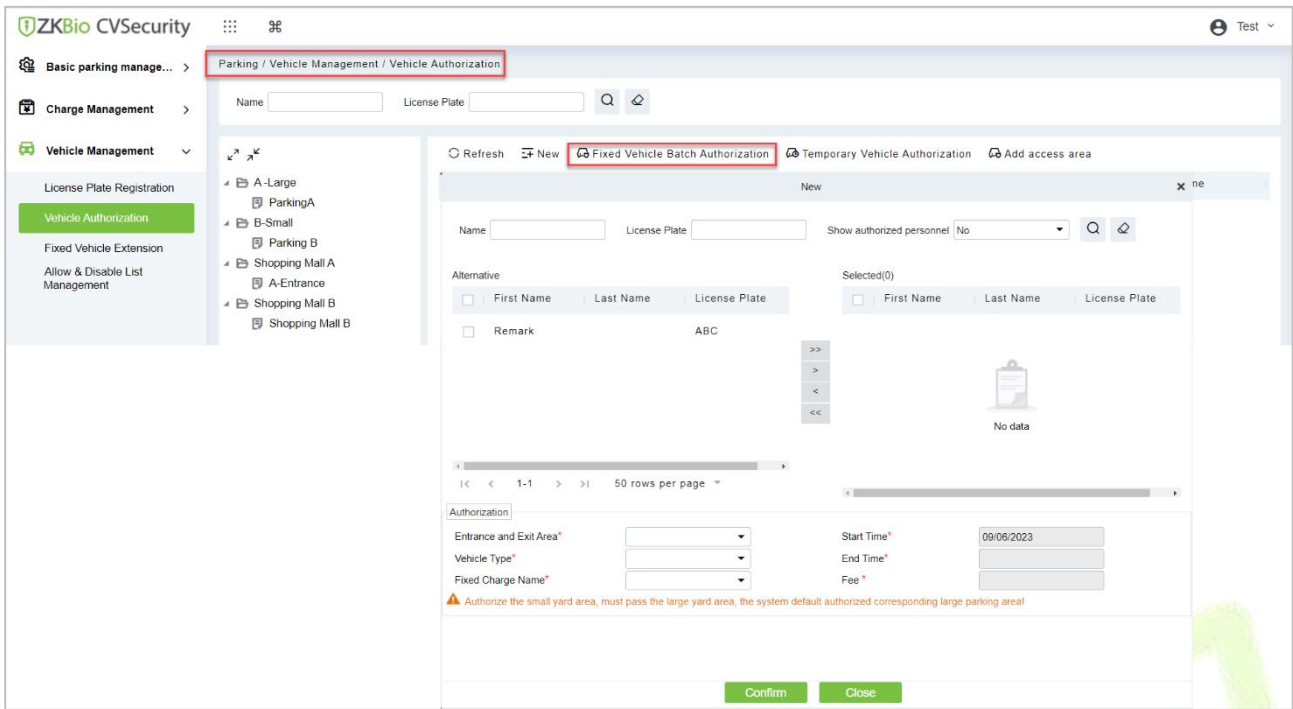 ZKBio CVSecurity
Test
Basic parking manage...
Charge Management
Vehicle Management
License Plate Registration
Vehicle Authorization
Fixed Vehicle Extension
Allow & Disable List
Management
Parking / Vehicle Management / Vehicle Authorization
Name License Plate
A-Large
ParkingA
B-Small
Parking B
Shopping Mall A
A-Entrance
Shopping Mall B
Shopping Mall B
Refresh New Fixed Vehicle Batch Authorization Temporary Vehicle Authorization Add access area
New × me
Name License Plate Show authorized personnel No
Alternative
First Name Last Name License Plate
Remark ABC
>>
>
<
<<
Selected(0)
First Name Last Name License Plate
No data
|< < 1-1 > >| 50 rows per page
Authorization
Entrance and Exit Area* Start Time* 09/06/2023
Vehicle Type* End Time*
Fixed Charge Name* Fee *
Authorize the small yard area, must pass the large yard area, the system default authorized corresponding large parking area!
Confirm Close